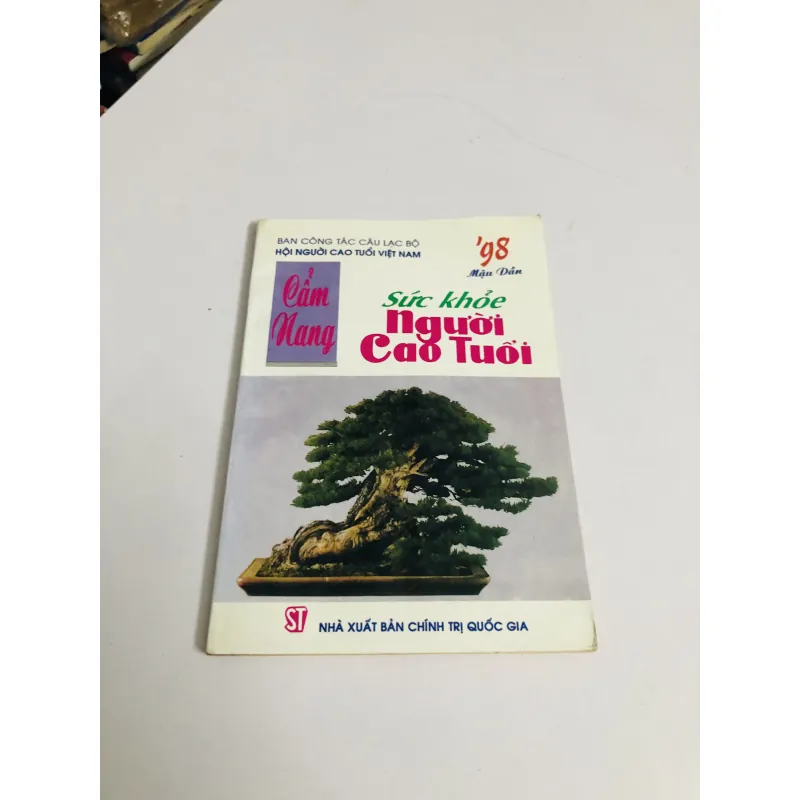 BAN CÔNG TÁC CÂU LẠC BỘ
HỘI NGƯỜI CAO TUỔI VIỆT NAM
'98
Mậu Dần
Cẩm
Nang
Sức khỏe
Người
Cao Tuổi
ST
NHÀ XUẤT BẢN CHÍNH TRỊ QUỐC GIA